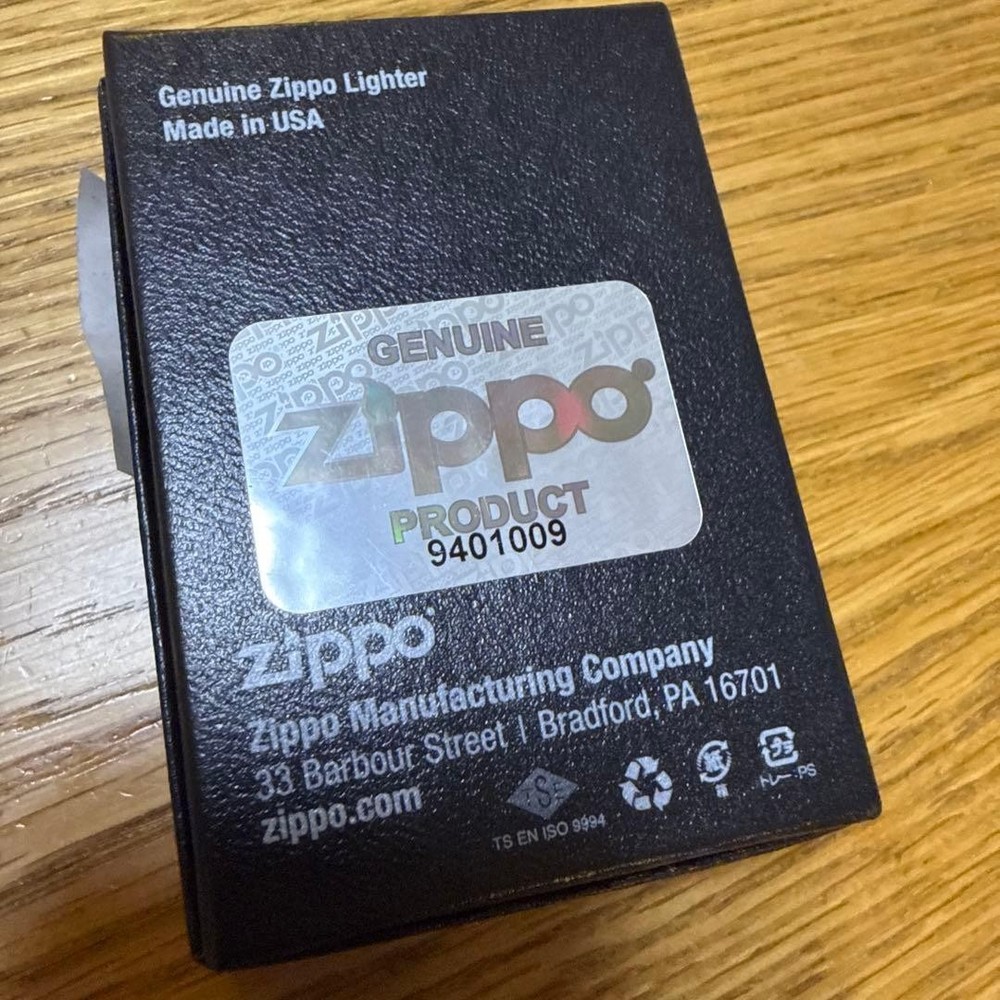 Genuine Zippo Lighter
Made in USA
GENUINE
zippo
PRODUCT
9401009
zippo
Zippo Manufacturing Company
33 Barbour Street | Bradford, PA 16701
zippo.com
TS EN ISO 9994
プラ
紙
トレー･PS